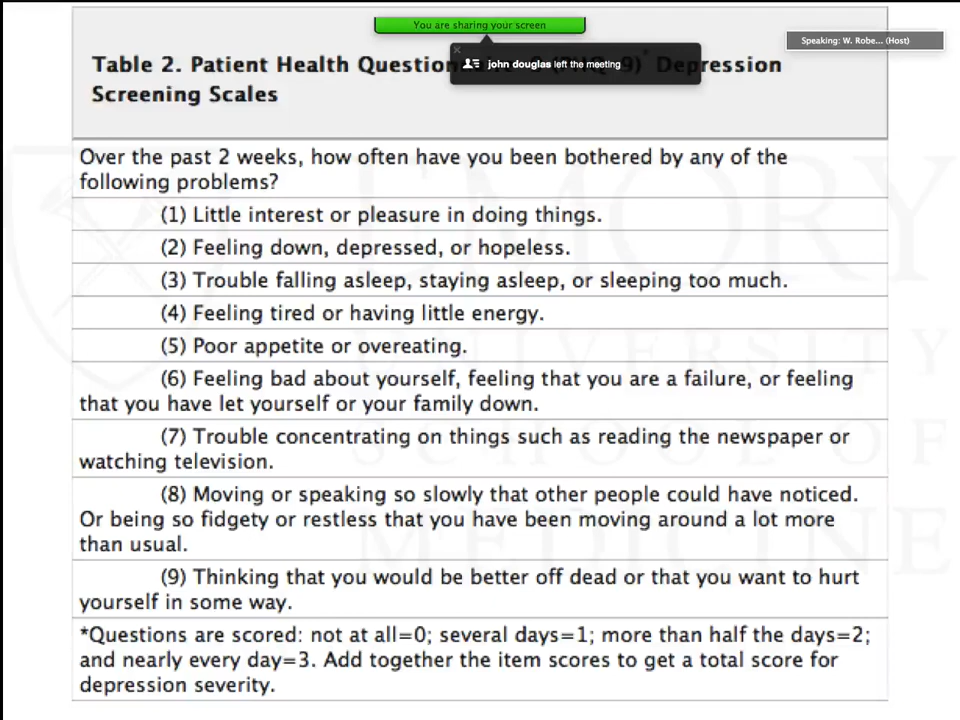 You are sharing your screen
Speaking: W. Robe... (Host)
john douglas left the meeting
Table 2. Patient Health Question 9)* Depression
Screening Scales
Over the past 2 weeks, how often have you been bothered by any of the
following problems?
(1) Little interest or pleasure in doing things.
(2) Feeling down, depressed, or hopeless.
(3) Trouble falling asleep, staying asleep, or sleeping too much.
(4) Feeling tired or having little energy.
(5) Poor appetite or overeating.
(6) Feeling bad about yourself, feeling that you are a failure, or feeling
that you have let yourself or your family down.
(7) Trouble concentrating on things such as reading the newspaper or
watching television.
(8) Moving or speaking so slowly that other people could have noticed.
Or being so fidgety or restless that you have been moving around a lot more
than usual.
(9) Thinking that you would be better off dead or that you want to hurt
yourself in some way.
*Questions are scored: not at all=0; several days=1; more than half the days=2;
and nearly every day=3. Add together the item scores to get a total score for
depression severity.
EMORY
UNIVERSITY
SCHOOL OF
MEDICINE